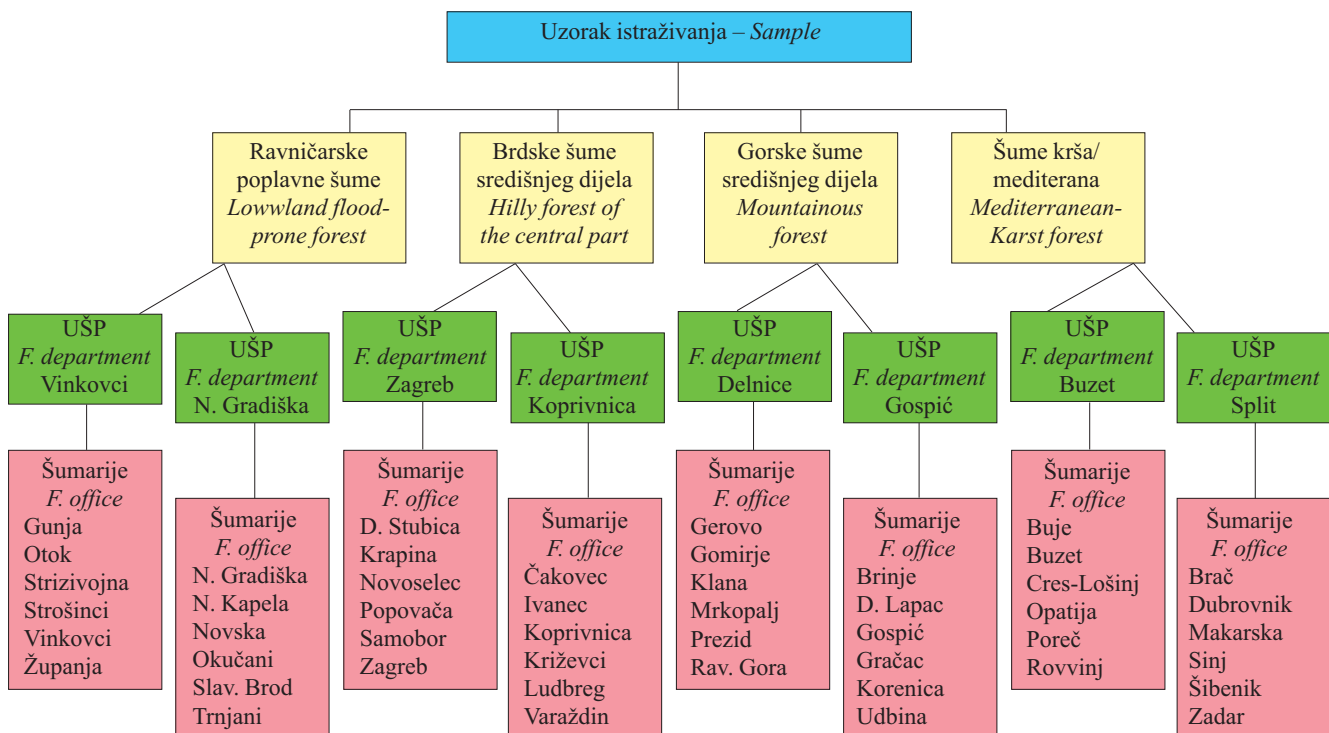 Uzorak istraživanja – Sample
Ravničarske
poplavne šume
Lowwland flood-
prone forest
Brdske šume
središnjeg dijela
Hilly forest of
the central part
Gorske šume
središnjeg dijela
Mountainous
forest
Šume krša/
mediterana
Mediterranean-
Karst forest
UŠP
F. department
Vinkovci
UŠP
F. department
N. Gradiška
UŠP
F. department
Zagreb
UŠP
F. department
Koprivnica
UŠP
F. department
Delnice
UŠP
F. department
Gospić
UŠP
F. department
Buzet
UŠP
F. department
Split
Šumarije
F. office
Gunja
Otok
Strizivojna
Strošinci
Vinkovci
Županja
Šumarije
F. office
N. Gradiška
N. Kapela
Novska
Okučani
Slav. Brod
Trnjani
Šumarije
F. office
D. Stubica
Krapina
Novoselec
Popovača
Samobor
Zagreb
Šumarije
F. office
Čakovec
Ivanec
Koprivnica
Križevci
Ludbreg
Varaždin
Šumarije
F. office
Gerovo
Gomirje
Klana
Mrkopalj
Prezid
Rav. Gora
Šumarije
F. office
Brinje
D. Lapac
Gospić
Gračac
Korenica
Udbina
Šumarije
F. office
Buje
Buzet
Cres-Lošinj
Opatija
Poreč
Rovvinj
Šumarije
F. office
Brač
Dubrovnik
Makarska
Sinj
Šibenik
Zadar